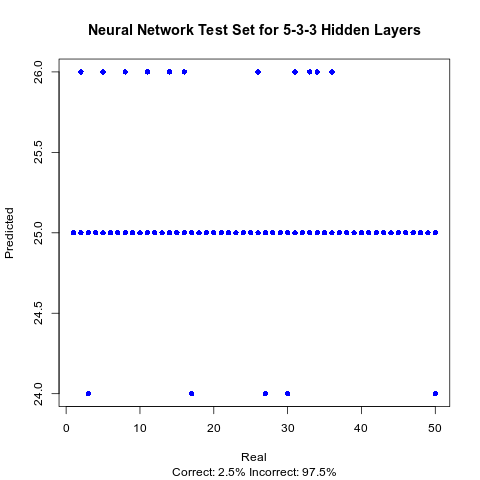 Neural Network Test Set for 5-3-3 Hidden Layers
26.0
25.5
25.0
24.5
24.0
Predicted
0 10 20 30 40 50
Real
Correct: 2.5% Incorrect: 97.5%